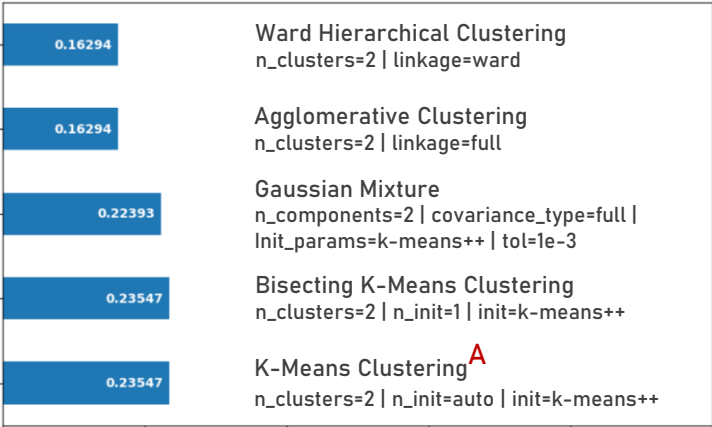 0.16294
Ward Hierarchical Clustering
n_clusters=2 | linkage=ward
0.16294
Agglomerative Clustering
n_clusters=2 | linkage=full
0.22393
Gaussian Mixture
n_components=2 | covariance_type=full |
Init_params=k-means++ | tol=1e-3
0.23547
Bisecting K-Means Clustering
n_clusters=2 | n_init=1 | init=k-means++
0.23547
K-Means Clustering A
n_clusters=2 | n_init=auto | init=k-means++